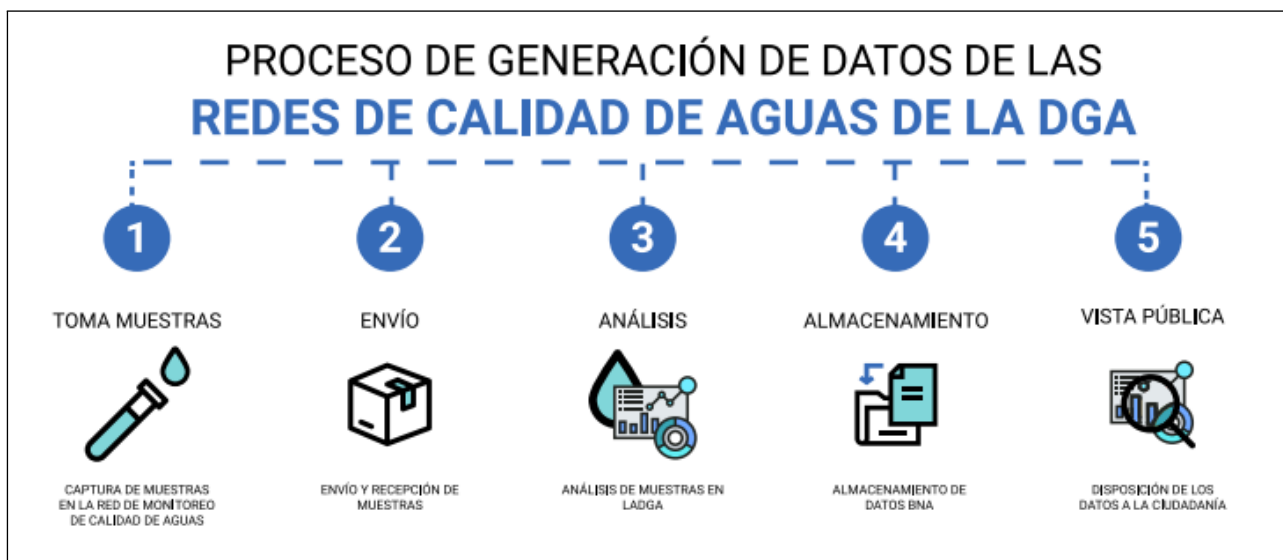 PROCESO DE GENERACIÓN DE DATOS DE LAS
REDES DE CALIDAD DE AGUAS DE LA DGA
1
2
3
4
5
TOMA MUESTRAS
ENVÍO
ANÁLISIS
ALMACENAMIENTO
VISTA PÚBLICA
CAPTURA DE MUESTRAS
EN LA RED DE MONITOREO
DE CALIDAD DE AGUAS
ENVÍO Y RECEPCIÓN DE
MUESTRAS
ANÁLISIS DE MUESTRAS EN
LADGA
ALMACENAMIENTO DE
DATOS BNA
DISPOSICIÓN DE LOS
DATOS A LA CIUDADANÍA